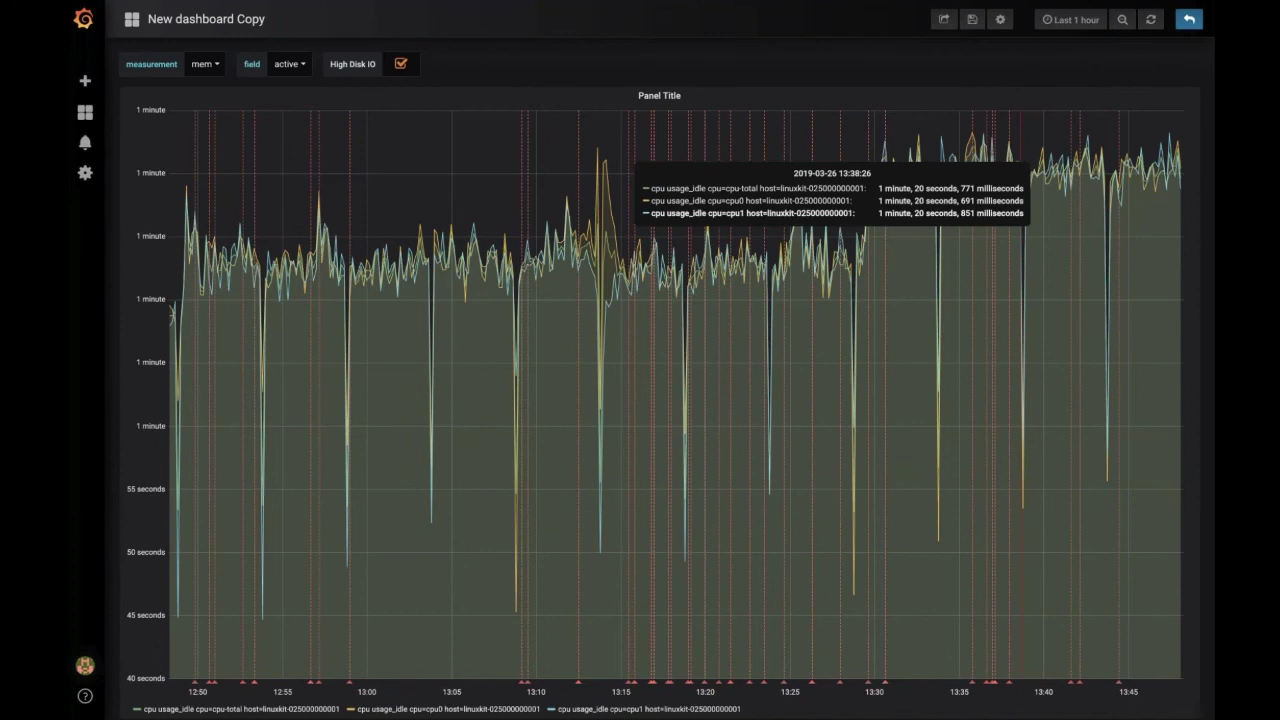 New dashboard Copy
Last 1 hour
measurement mem field active High Disk IO
Panel Title
1 minute
1 minute
1 minute
1 minute
1 minute
1 minute
55 seconds
50 seconds
45 seconds
40 seconds
2019-03-26 13:38:26
cpu usage_idle cpu=cpu-total host=linuxkit-025000000001: 1 minute, 20 seconds, 771 milliseconds
cpu usage_idle cpu=cpu0 host=linuxkit-025000000001: 1 minute, 20 seconds, 691 milliseconds
cpu usage_idle cpu=cpu1 host=linuxkit-025000000001: 1 minute, 20 seconds, 851 milliseconds
12:50 12:55 13:00 13:05 13:10 13:15 13:20 13:25 13:30 13:35 13:40 13:45
cpu usage_idle cpu=cpu-total host=linuxkit-025000000001 cpu usage_idle cpu=cpu0 host=linuxkit-025000000001 cpu usage_idle cpu=cpu1 host=linuxkit-025000000001